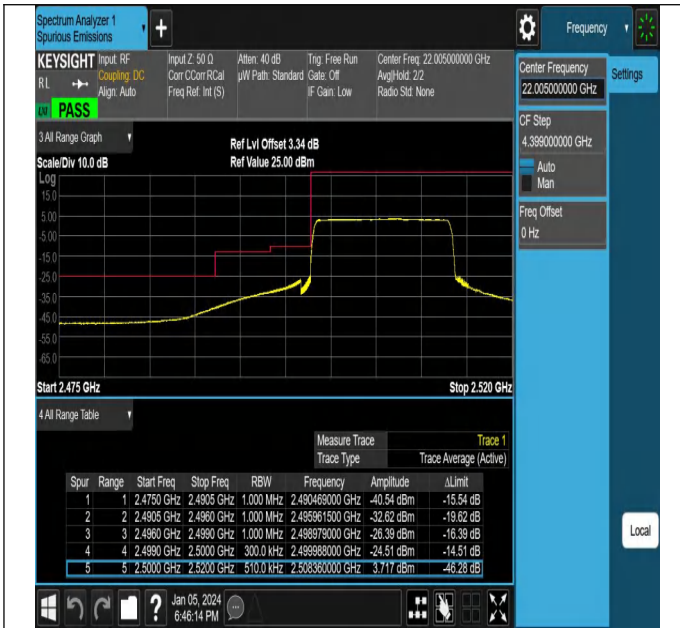 Spectrum Analyzer 1
Spurious Emissions
Frequency
KEYSIGHT
Input: RF
Coupling: DC
Align: Auto
Input Z: 50 Ω
Corr CCorr RCal
Freq Ref: Int (S)
Atten: 40 dB
µW Path: Standard
Trig: Free Run
Gate: Off
IF Gain: Low
Center Freq: 22.005000000 GHz
Avg|Hold: 2/2
Radio Std: None
RL
PASS
Center Frequency
22.005000000 GHz
Settings
CF Step
4.399000000 GHz
Auto
Man
Freq Offset
0 Hz
3 All Range Graph
Ref Lvl Offset 3.34 dB
Scale/Div 10.0 dB
Ref Value 25.00 dBm
Log
15.0
5.00
-5.00
-15.0
-25.0
-35.0
-45.0
-55.0
-65.0
Start 2.475 GHz
Stop 2.520 GHz
4 All Range Table
Measure Trace Trace 1
Trace Type Trace Average (Active)
Spur Range Start Freq Stop Freq RBW Frequency Amplitude ΔLimit
1 1 2.4750 GHz 2.4905 GHz 1.000 MHz 2.490469000 GHz -40.54 dBm -15.54 dB
2 2 2.4905 GHz 2.4960 GHz 1.000 MHz 2.495961500 GHz -32.62 dBm -19.62 dB
3 3 2.4960 GHz 2.4990 GHz 1.000 MHz 2.498979000 GHz -26.39 dBm -16.39 dB
4 4 2.4990 GHz 2.5000 GHz 300.0 kHz 2.499988000 GHz -24.51 dBm -14.51 dB
5 5 2.5000 GHz 2.5200 GHz 510.0 kHz 2.508360000 GHz 3.717 dBm -46.28 dB
Local
Jan 05, 2024
6:46:14 PM